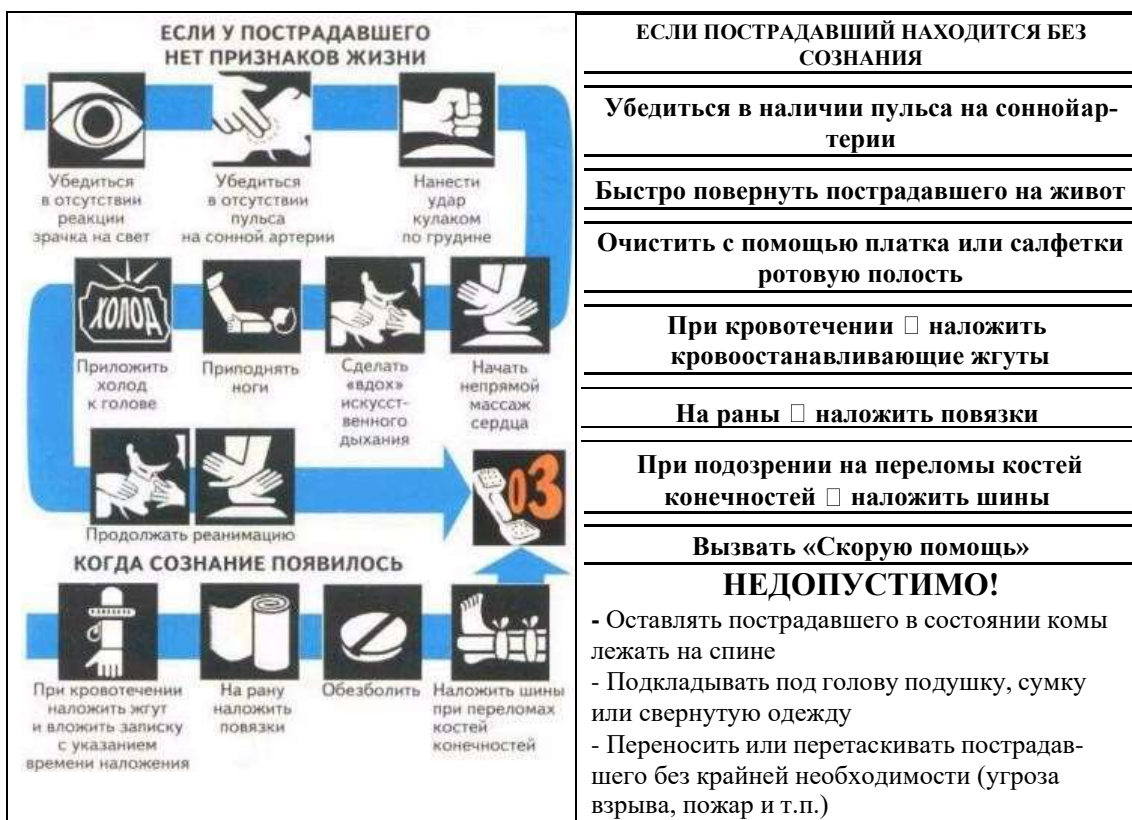 ЕСЛИ У ПОСТРАДАВШЕГО
НЕТ ПРИЗНАКОВ ЖИЗНИ
Убедиться
в отсутствии
реакции
зрачка на свет
Убедиться
в отсутствии
пульса
на сонной артерии
Нанести
удар
кулаком
по грудине
ХОЛОД
Приложить
холод
к голове
Приподнять
ноги
Сделать
«вдох»
искусст-
венного
дыхания
Начать
непрямой
массаж
сердца
Продолжать реанимацию
03
КОГДА СОЗНАНИЕ ПОЯВИЛОСЬ
При кровотечении
наложить жгут
и вложить записку
с указанием
времени наложения
На рану
наложить
повязки
Обезболить
Наложить шины
при переломах
костей
конечностей
ЕСЛИ ПОСТРАДАВШИЙ НАХОДИТСЯ БЕЗ
СОЗНАНИЯ
Убедиться в наличии пульса на соннойар-
терии
Быстро повернуть пострадавшего на живот
Очистить с помощью платка или салфетки
ротовую полость
При кровотечении □ наложить
кровоостанавливающие жгуты
На раны □ наложить повязки
При подозрении на переломы костей
конечностей □ наложить шины
Вызвать «Скорую помощь»
НЕДОПУСТИМО!
- Оставлять пострадавшего в состоянии комы
лежать на спине
- Подкладывать под голову подушку, сумку
или свернутую одежду
- Переносить или перетаскивать пострадав-
шего без крайней необходимости (угроза
взрыва, пожар и т.п.)